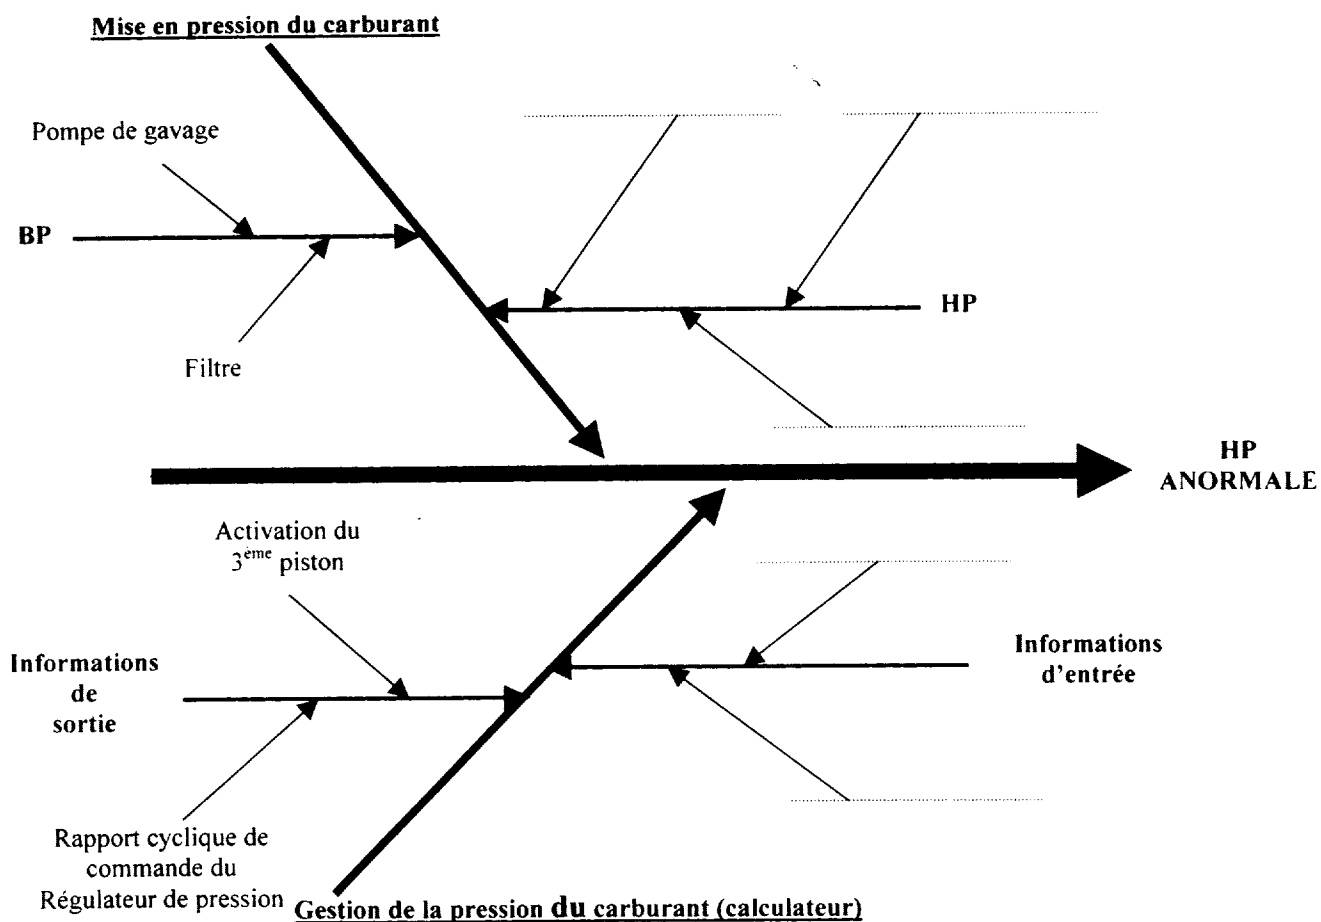 Mise en pression du carburant
Pompe de gavage
BP
HP
Filtre
HP
ANORMALE
Activation du
3ème piston
Informations
de
sortie
Informations
d'entrée
Rapport cyclique de
commande du
Régulateur de pression
Gestion de la pression du carburant (calculateur)